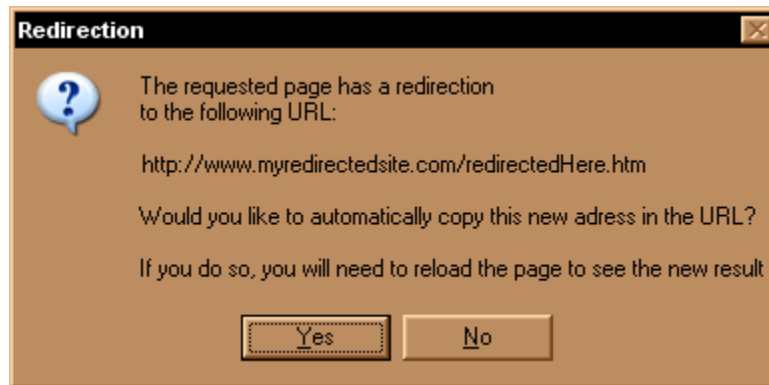 Redirection
The requested page has a redirection
to the following URL:
http://www.myredirectedsite.com/redirectedHere.htm
Would you like to automatically copy this new adress in the URL?
If you do so, you will need to reload the page to see the new result
Yes No